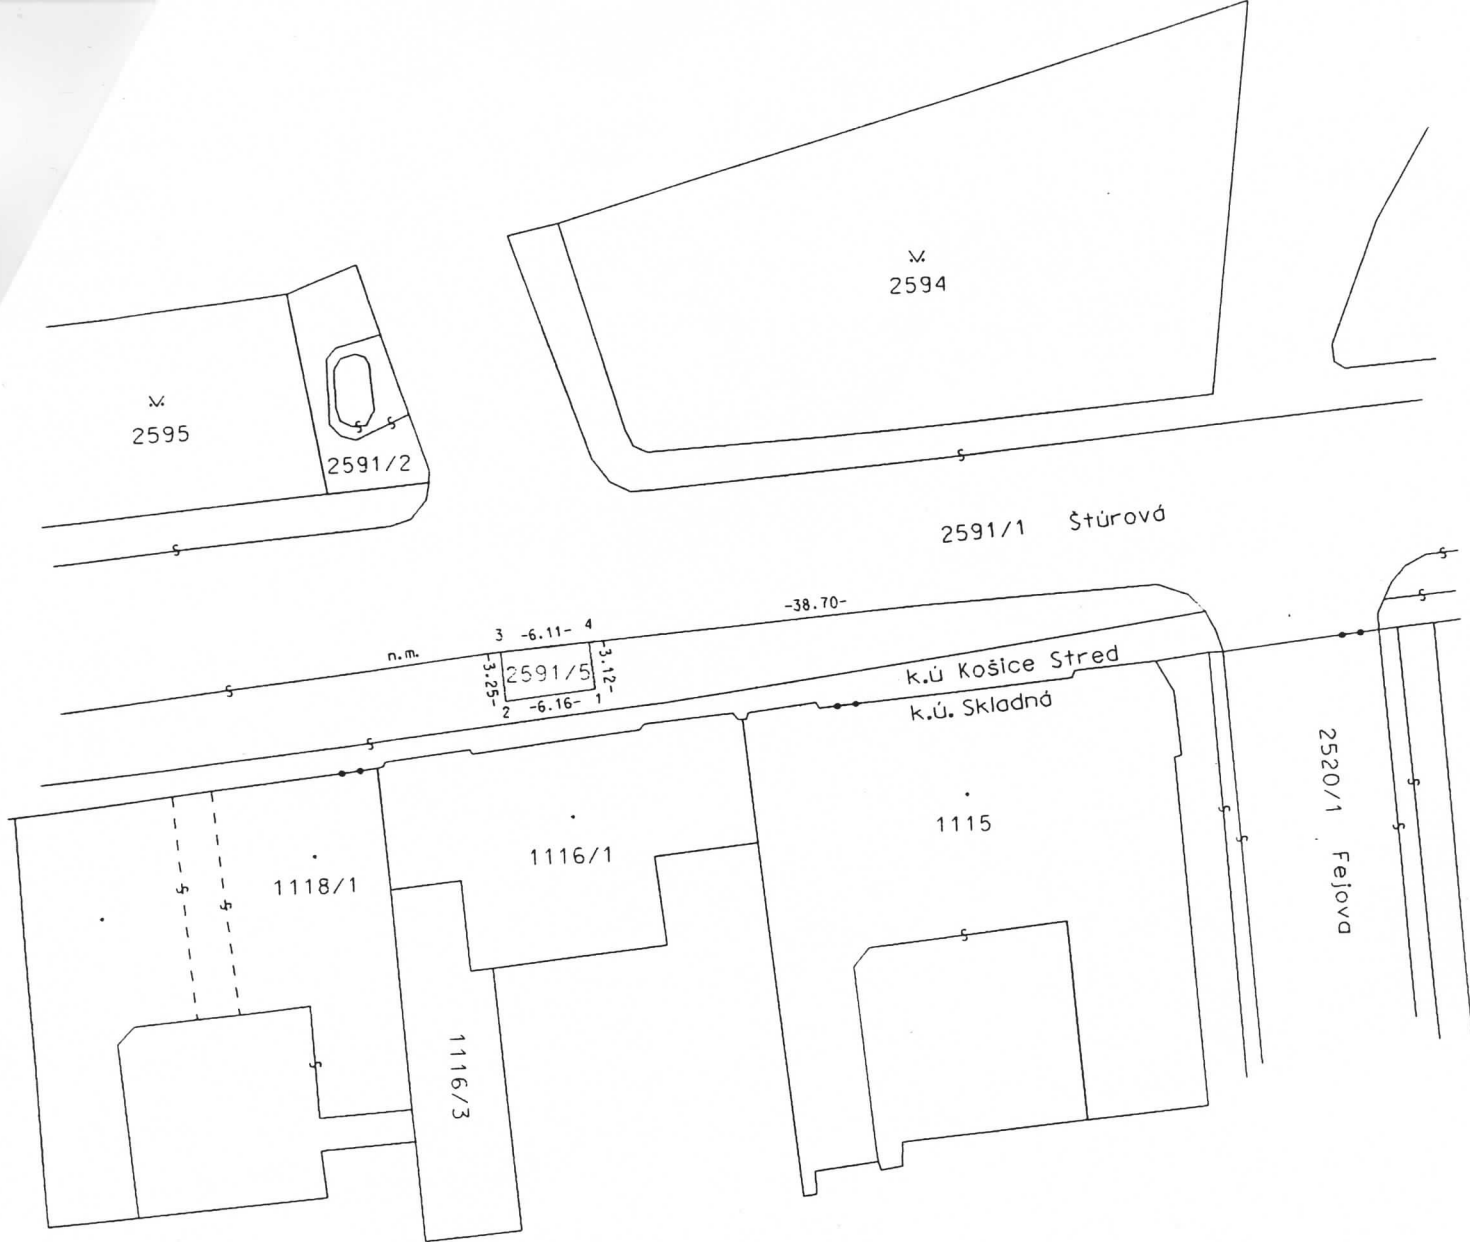 2594
2595
2591/2
2591/1 Štúrová
-38.70-
3 -6.11- 4
n.m.
-3.25-
2591/5
-3.12-
2 -6.16- 1
k.ú Košice Stred
k.ú. Skladná
2520/1 Fejova
1115
1116/1
1118/1
1116/3